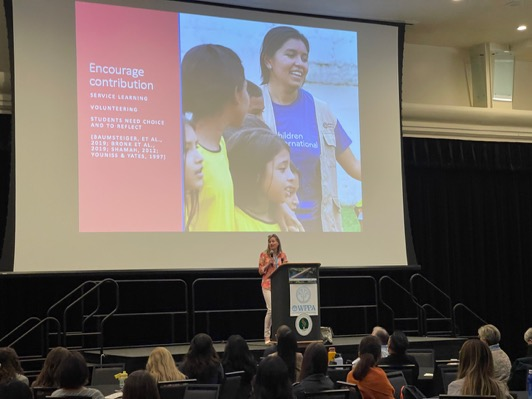 Encourage
contribution
SERVICE LEARNING
VOLUNTEERING
STUDENTS NEED CHOICE
AND TO REFLECT
(BAUMSTEIDER, ET AL.,
2019; BRONK ET AL.,
2010; SHAMAH, 2011;
YOUNISS & YATES, 1997)
Children
International
WPPA